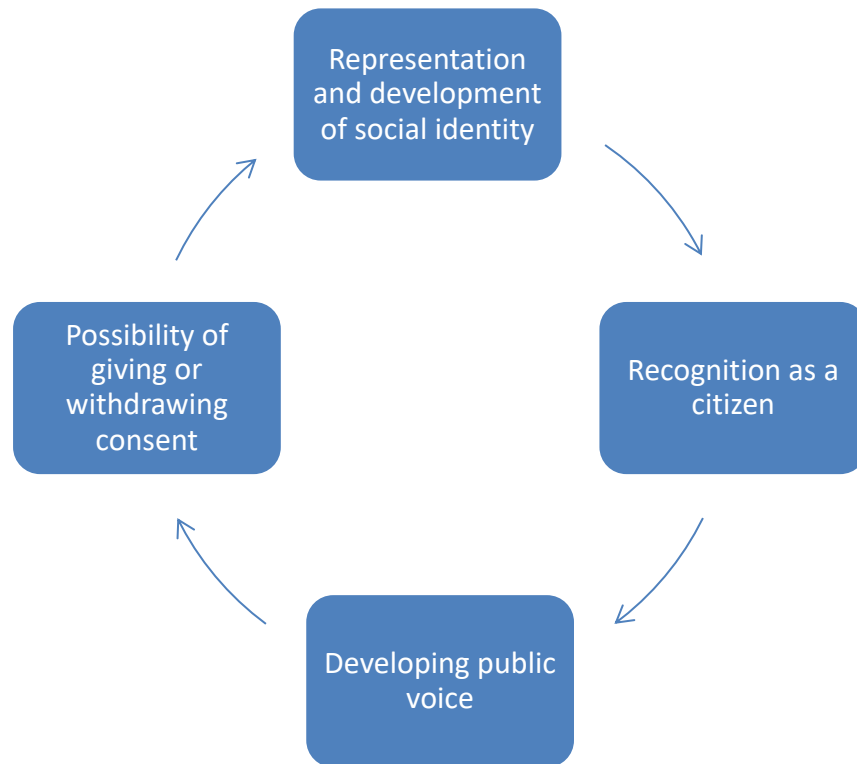 Representation
and development
of social identity
Recognition as a
citizen
Developing public
voice
Possibility of
giving or
withdrawing
consent